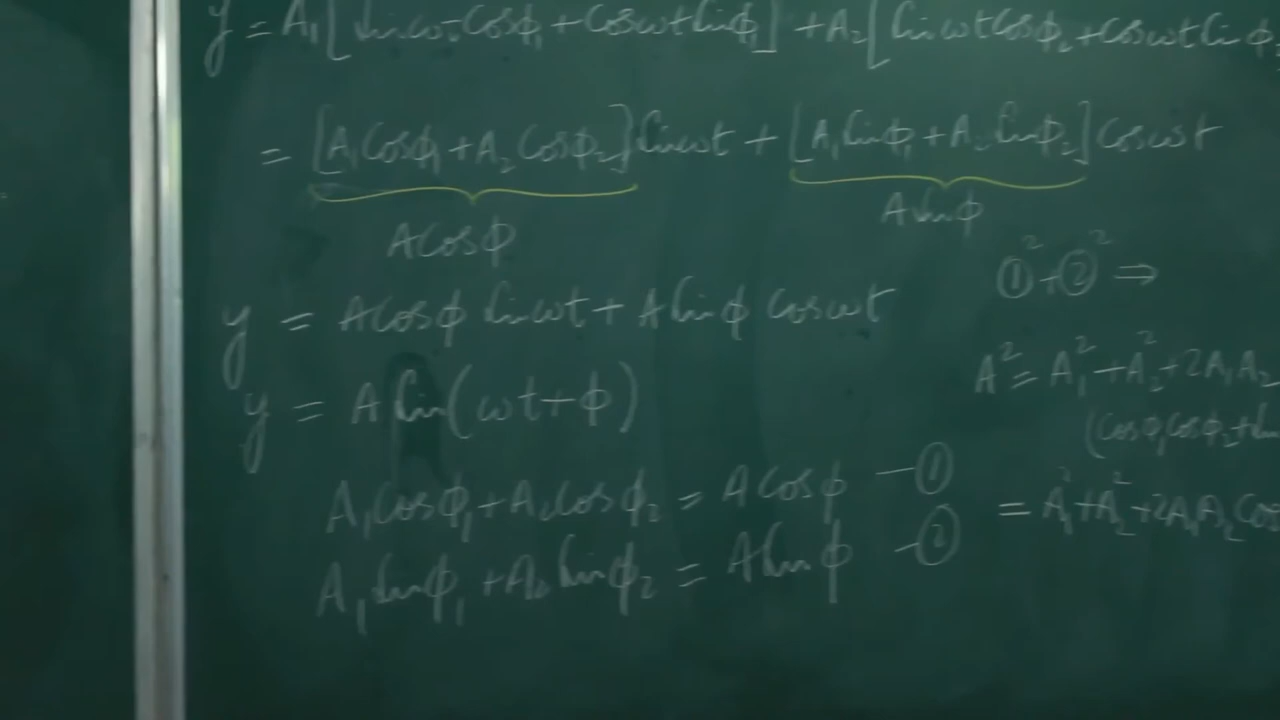 y = A₁[sinωt cosφ₁ + cosωt sinφ₁] + A₂[sinωt cosφ₂ + cosωt sinφ₂
= [A₁cosφ₁ + A₂cosφ₂] sinωt + [A₁sinφ₁ + A₂sinφ₂] cosωt
Acosφ Asinφ
y = Acosφ sinωt + A sinφ cosωt
y = A sin(ωt+φ)
A₁cosφ₁ + A₂cosφ₂ = Acosφ —①
A₁sinφ₁ + A₂sinφ₂ = Asinφ —②
①² + ②² ⇒
A² = A₁² + A₂² + 2A₁A₂
(cosφ₁cosφ₂ +
= A₁² + A₂² + 2A₁A₂